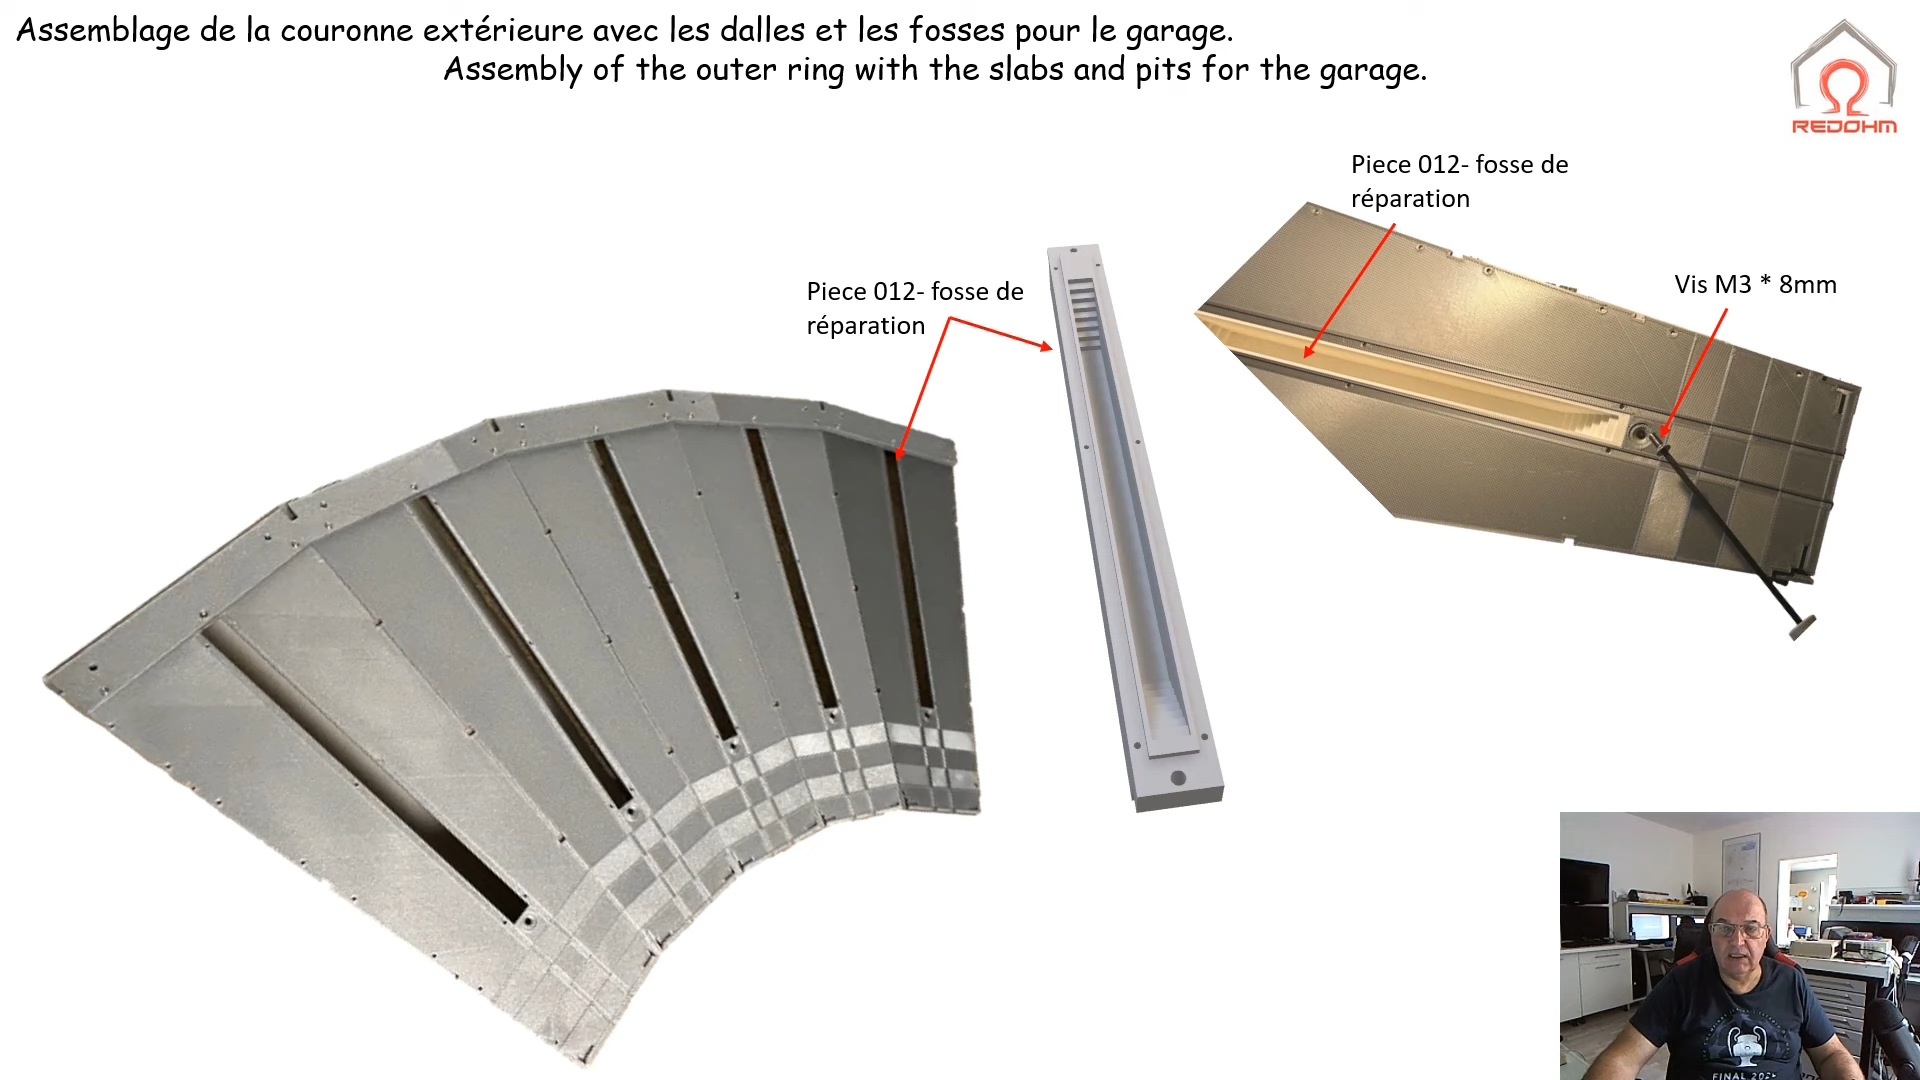 Assemblage de la couronne extérieure avec les dalles et les fosses pour le garage.
Assembly of the outer ring with the slabs and pits for the garage.
REDOHM
Piece 012- fosse de
réparation
Vis M3 * 8mm
Piece 012- fosse de
réparation